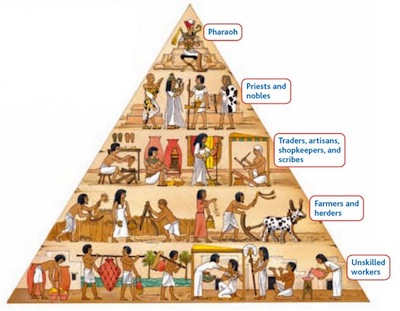 Pharaoh
Priests and
nobles
Traders, artisans,
shopkeepers, and
scribes
Farmers and
herders
Unskilled
workers